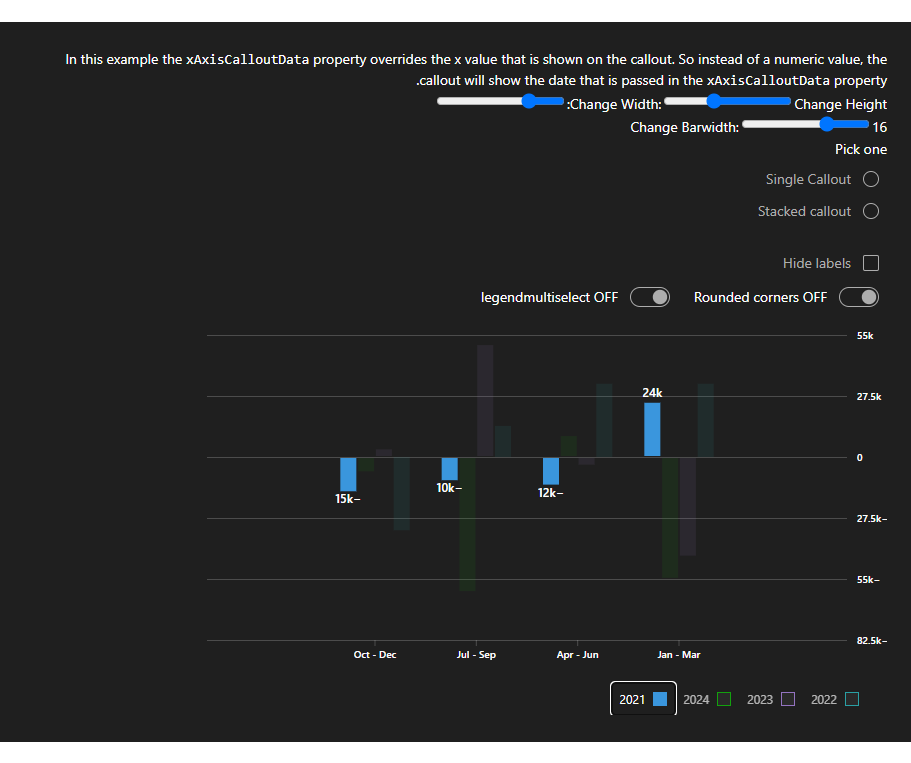 In this example the xAxisCalloutData property overrides the x value that is shown on the callout. So instead of a numeric value, the
.callout will show the date that is passed in the xAxisCalloutData property
:Change Width: Change Height
Change Barwidth: 16
Pick one
Single Callout
Stacked callout
Hide labels
legendmultiselect OFF Rounded corners OFF
55k
24k
27.5k
0
10k−
12k−
15k−
27.5k−
55k−
82.5k−
Oct - Dec Jul - Sep Apr - Jun Jan - Mar
2021 2024 2023 2022